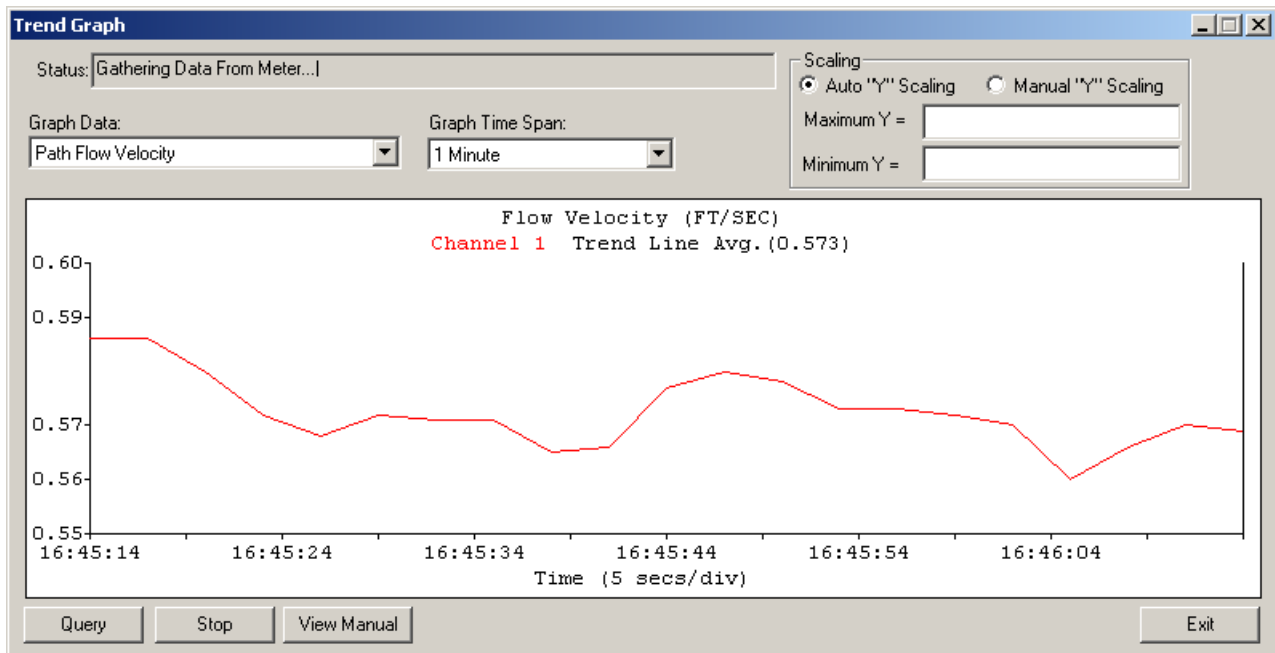 Trend Graph
Status: Gathering Data From Meter...
Scaling
Auto "Y" Scaling Manual "Y" Scaling
Graph Data: Graph Time Span:
Maximum Y =
Path Flow Velocity 1 Minute
Minimum Y =
Flow Velocity (FT/SEC)
Channel 1 Trend Line Avg.(0.573)
0.60
0.59
0.57
0.56
0.55
16:45:14 16:45:24 16:45:34 16:45:44 16:45:54 16:46:04
Time (5 secs/div)
Query Stop View Manual Exit